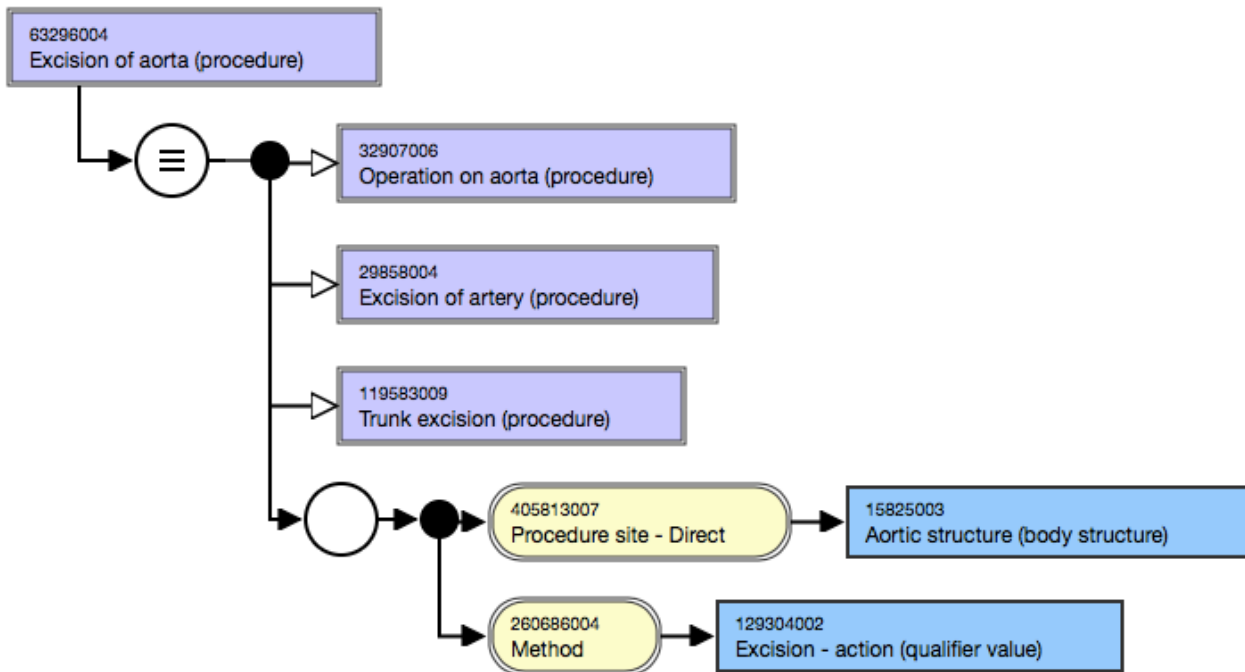 63296004
Excision of aorta (procedure)
32907006
Operation on aorta (procedure)
29858004
Excision of artery (procedure)
119583009
Trunk excision (procedure)
405813007
Procedure site - Direct
15825003
Aortic structure (body structure)
260686004
Method
129304002
Excision - action (qualifier value)